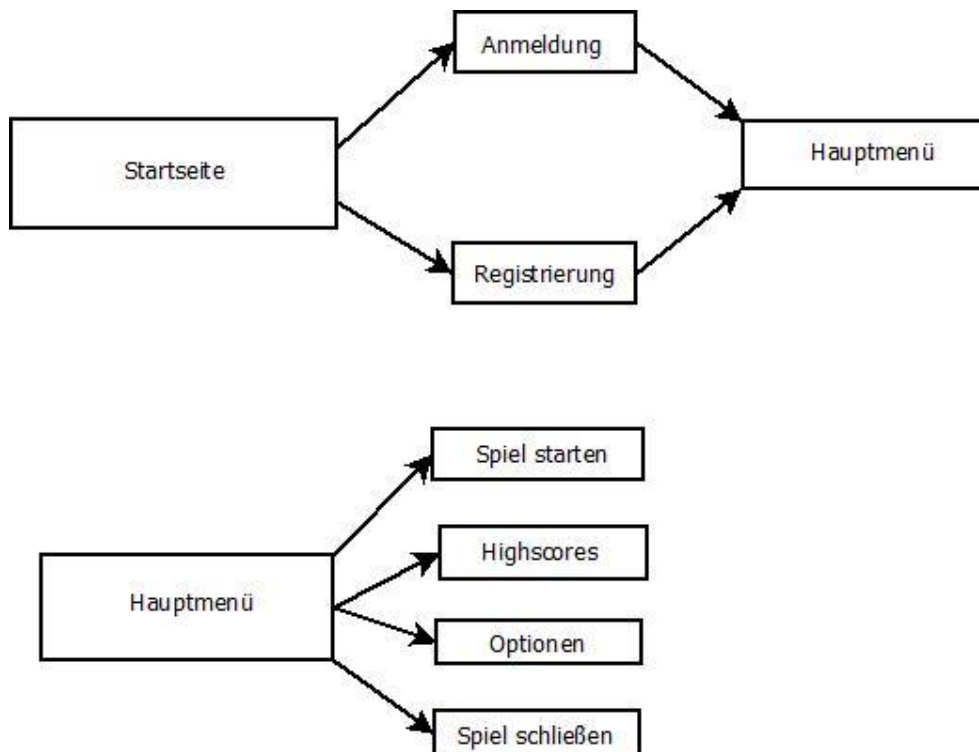 Anmeldung
Startseite
Hauptmenü
Registrierung
Spiel starten
Highscores
Hauptmenü
Optionen
Spiel schließen